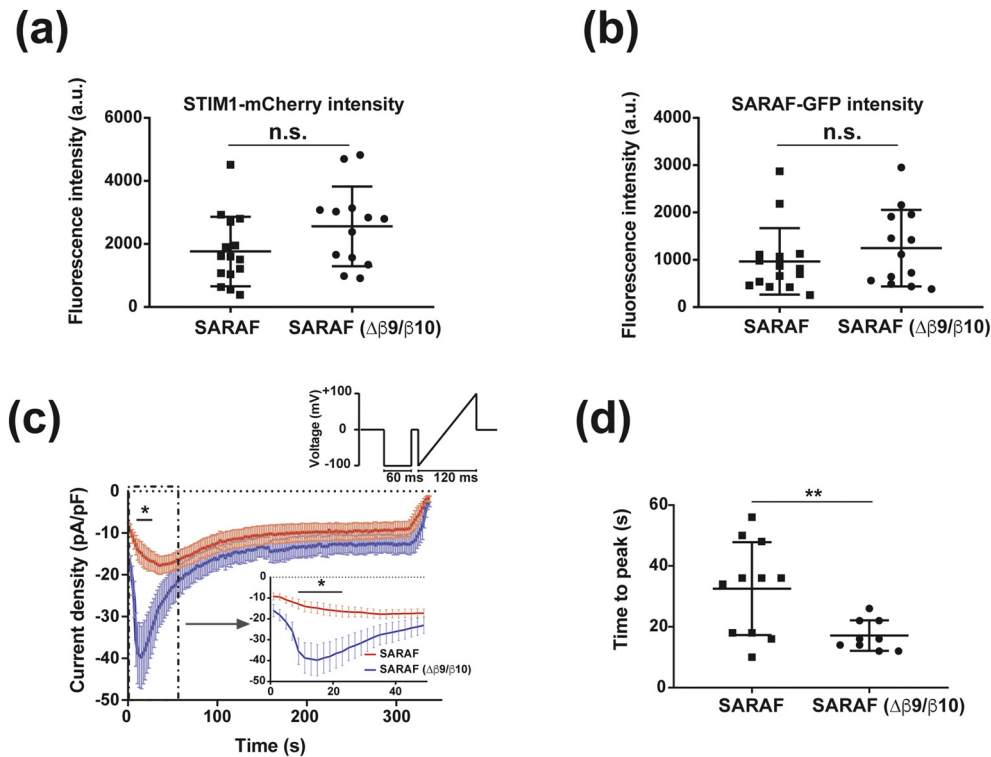 (a)
STIM1-mCherry intensity
n.s.
Fluorescence intensity (a.u.)
6000
4000
2000
0
SARAF
SARAF (Δβ9/β10)
(b)
SARAF-GFP intensity
n.s.
Fluorescence intensity (a.u.)
4000
3000
2000
1000
0
SARAF
SARAF (Δβ9/β10)
(c)
Voltage (mV)
+100
0
-100
60 ms
120 ms
Current density (pA/pF)
0
-10
-20
-30
-40
-50
*
0
-10
-20
-30
-40
-50
*
SARAF
SARAF (Δβ9/β10)
0
20
40
0
100
200
300
Time (s)
(d)
Time to peak (s)
60
40
20
0
**
SARAF
SARAF (Δβ9/β10)